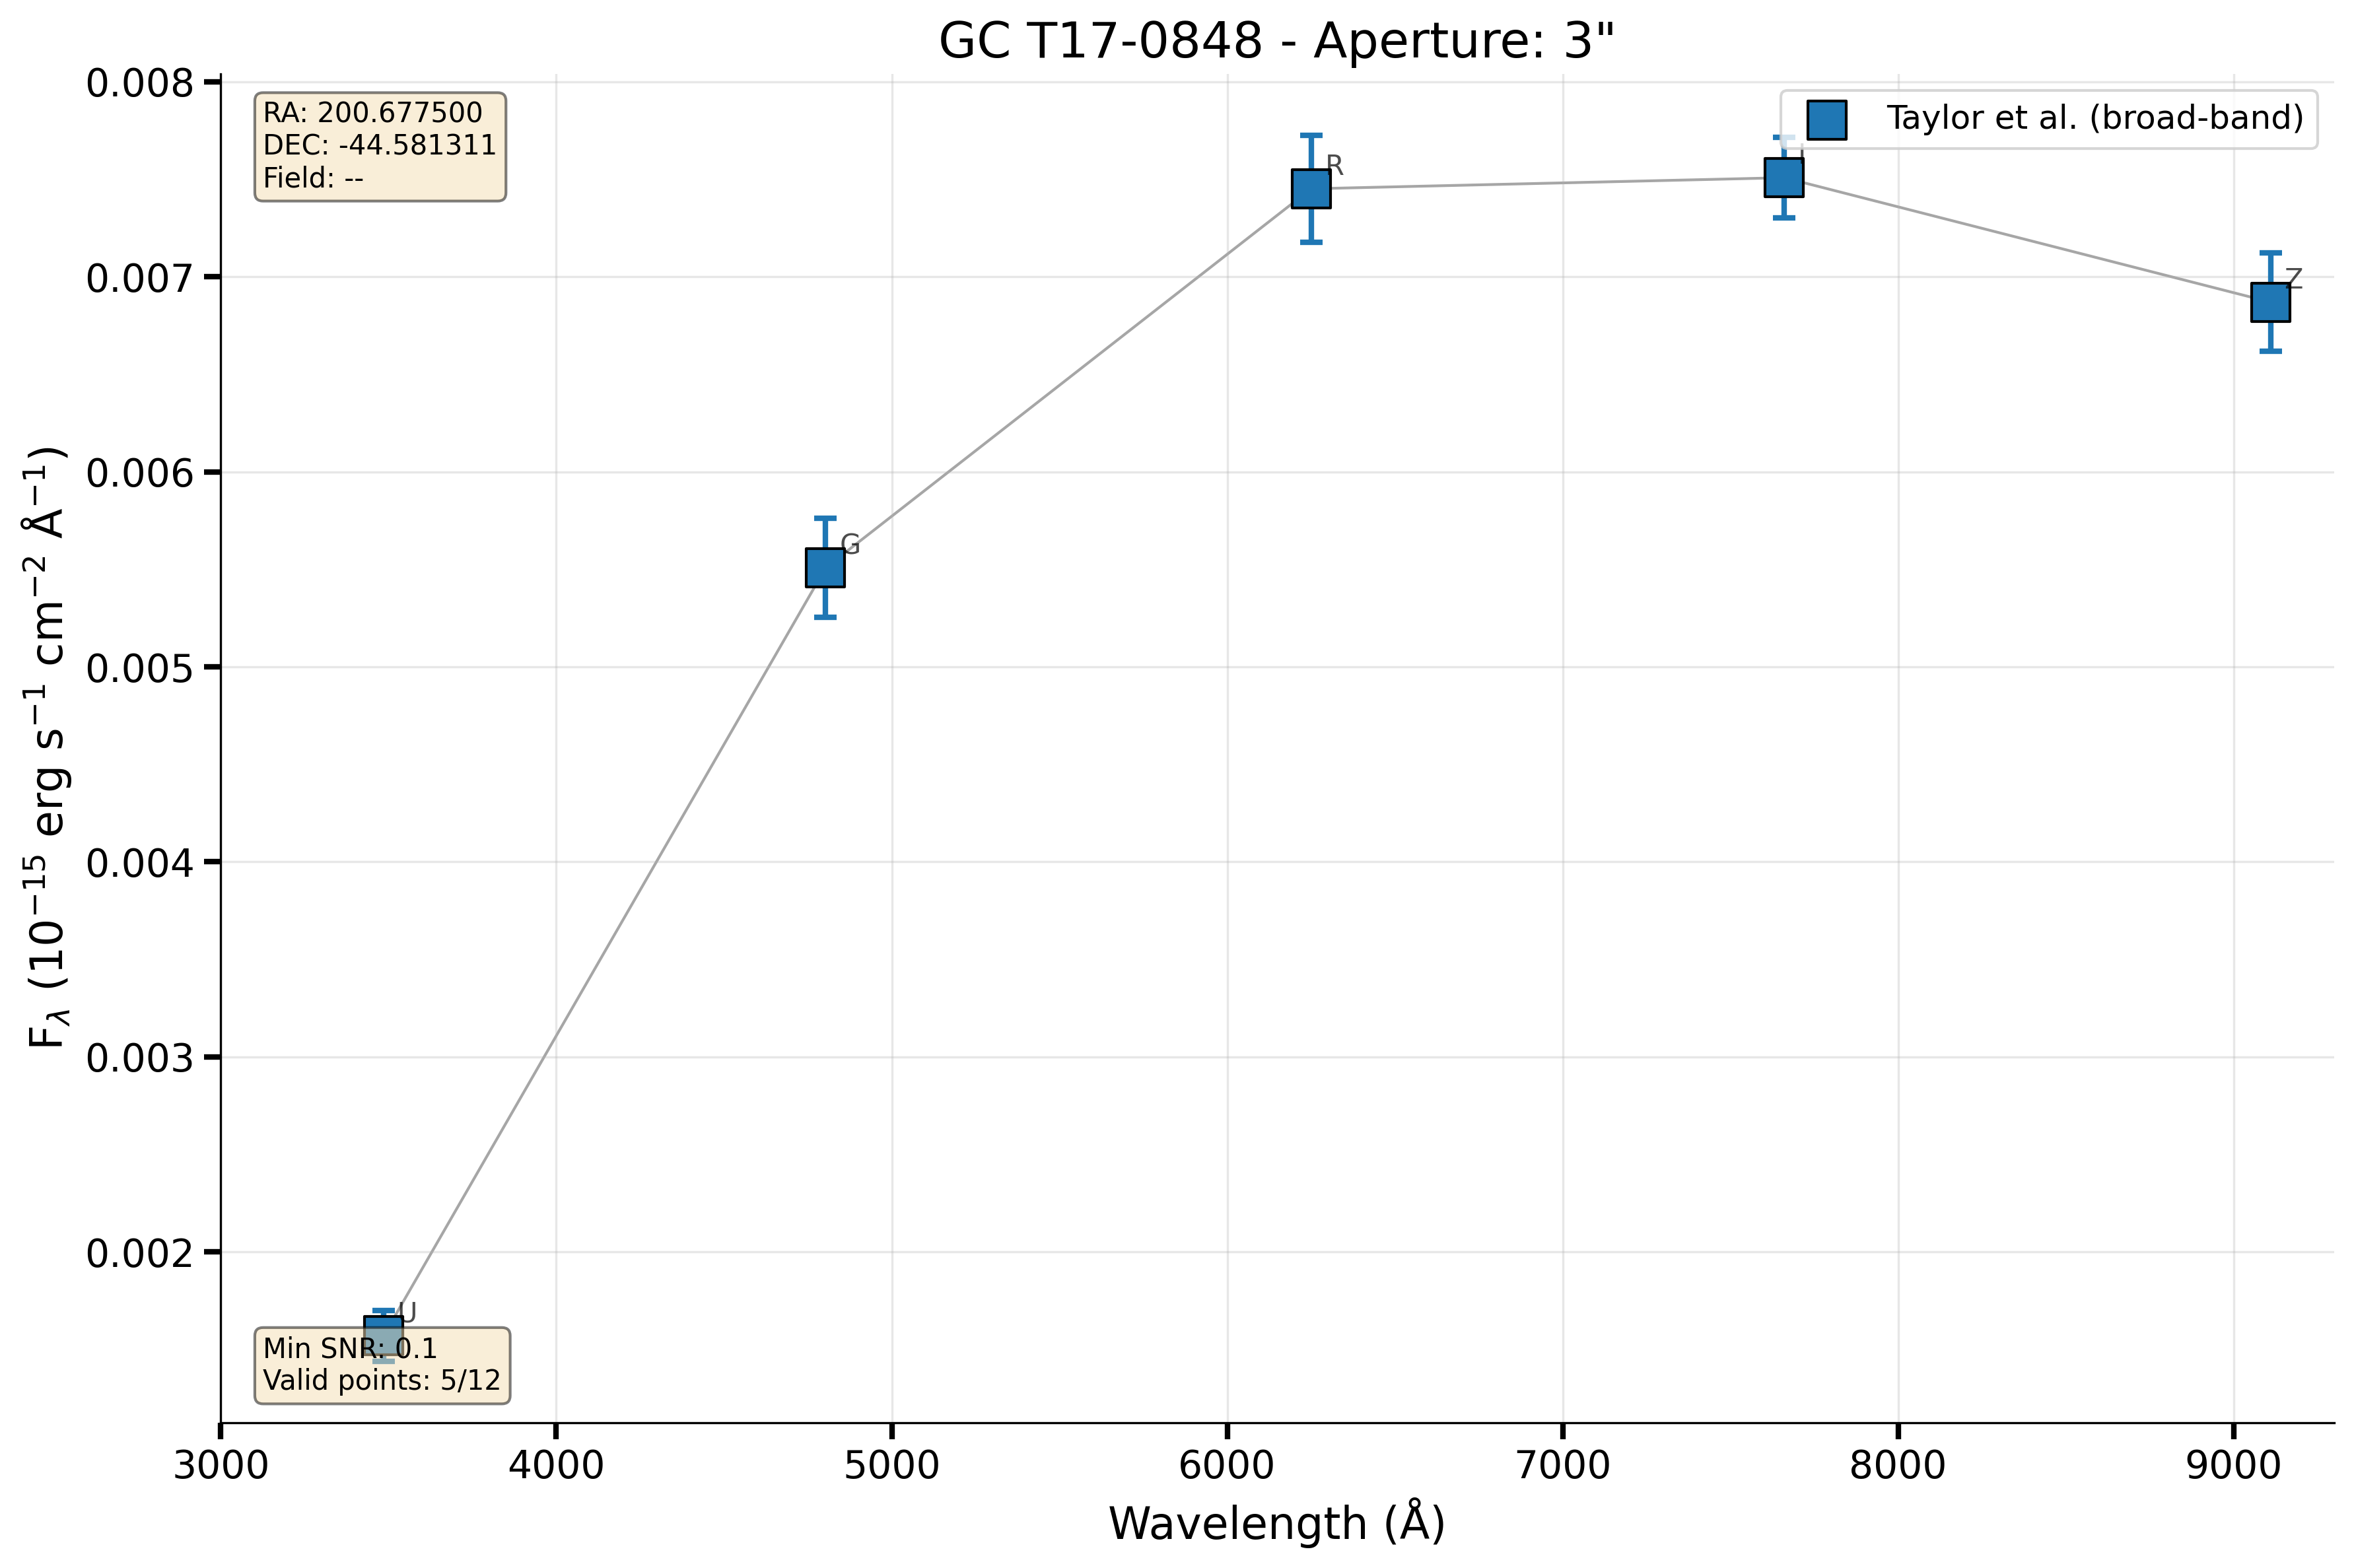 GC T17-0848 - Aperture: 3"
RA: 200.677500
DEC: -44.581311
Field: --
Taylor et al. (broad-band)
R
I
Z
G
U
Min SNR: 0.1
Valid points: 5/12
0.008
0.007
0.006
0.005
0.004
0.003
0.002
F_λ (10⁻¹⁵ erg s⁻¹ cm⁻² Å⁻¹)
3000 4000 5000 6000 7000 8000 9000
Wavelength (Å)